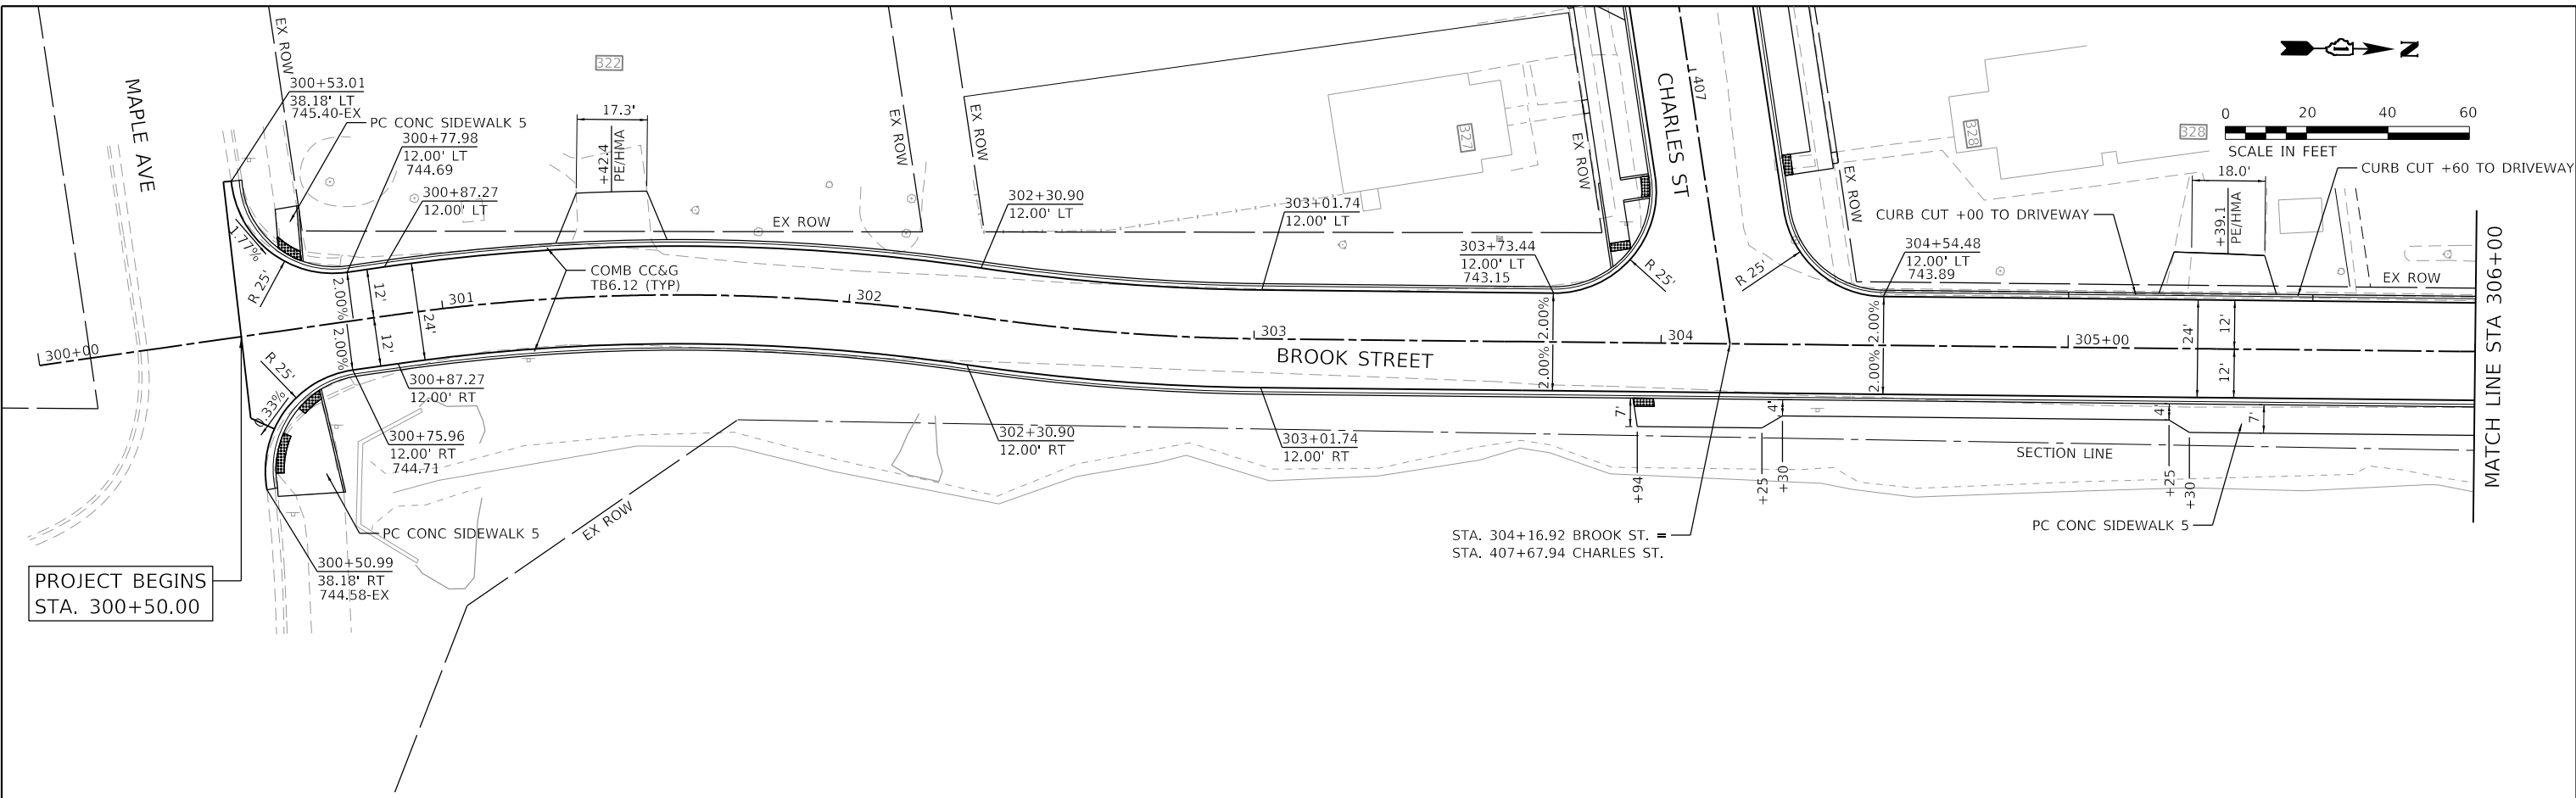 MAPLE AVE
EX ROW
300+53.01
38.18' LT
745.40-EX
PC CONC SIDEWALK 5
300+77.98
12.00' LT
744.69
300+87.27
12.00' LT
322
17.3'
+42.4
PE/HMA
EX ROW
EX ROW
EX ROW
302+30.90
12.00' LT
327
303+01.74
12.00' LT
EX ROW
303+73.44
12.00' LT
743.15
CHARLES ST
407
R 25'
R 25'
EX ROW
328
328
1
N
0 20 40 60
SCALE IN FEET
CURB CUT +60 TO DRIVEWAY
18.0'
+39.1
PE/HMA
CURB CUT +00 TO DRIVEWAY
304+54.48
12.00' LT
743.89
EX ROW
MATCH LINE STA 306+00
1.77%
R 25'
2.00%
2.00%
12'
12'
24'
COMB CC&G
TB6.12 (TYP)
300+00
301
302
303
304
305+00
BROOK STREET
2.00%
2.00%
2.00%
2.00%
24'
12'
12'
R 25'
0.33%
300+87.27
12.00' RT
300+75.96
12.00' RT
744.71
302+30.90
12.00' RT
303+01.74
12.00' RT
7'
4'
4'
7'
+94
+25
+30
+25
+30
SECTION LINE
PC CONC SIDEWALK 5
STA. 304+16.92 BROOK ST. =
STA. 407+67.94 CHARLES ST.
EX ROW
PC CONC SIDEWALK 5
300+50.99
38.18' RT
744.58-EX
PROJECT BEGINS
STA. 300+50.00